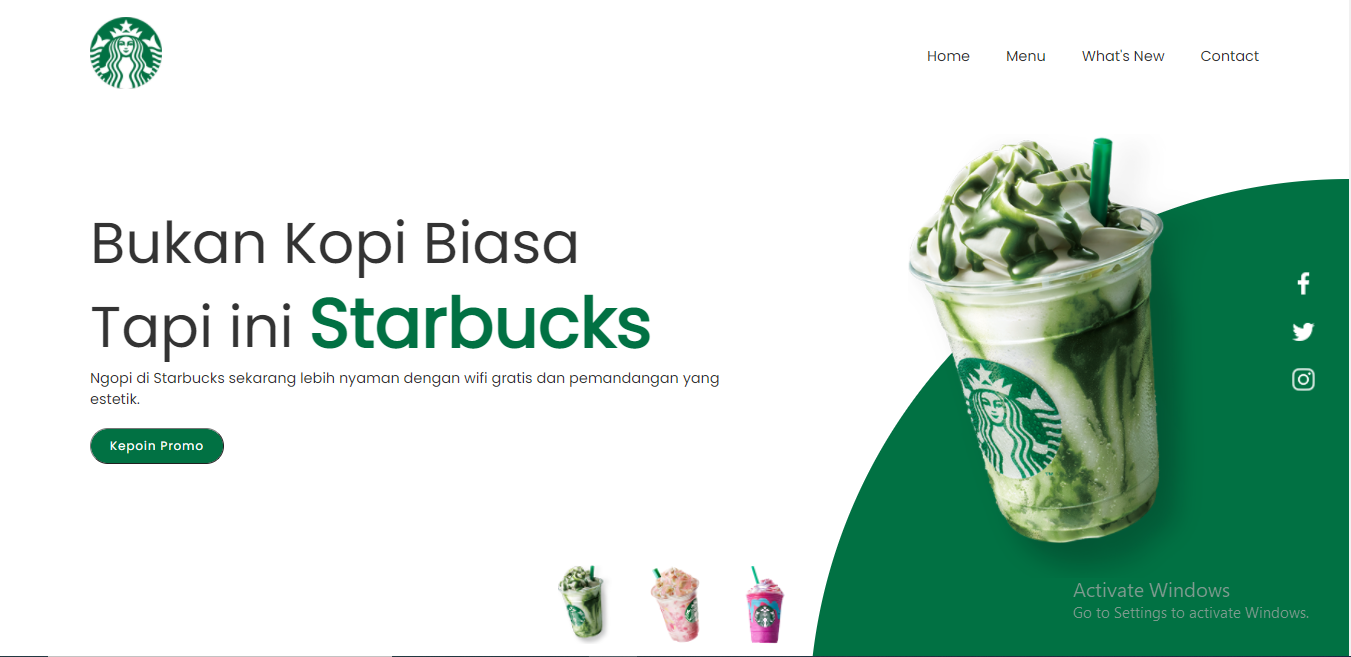 Home Menu What's New Contact
Bukan Kopi Biasa
Tapi ini Starbucks
Ngopi di Starbucks sekarang lebih nyaman dengan wifi gratis dan pemandangan yang
estetik.
Kepoin Promo
Activate Windows
Go to Settings to activate Windows.